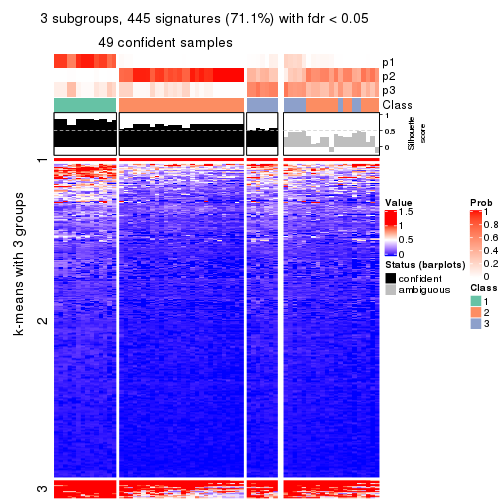 3 subgroups, 445 signatures (71.1%) with fdr < 0.05
49 confident samples
p1
p2
p3
Class
1
0.5
0
Silhouette
score
k-means with 3 groups
1
2
3
Value
1.5
1
0.5
0
Status (barplots)
confident
ambiguous
Prob
1
0.8
0.6
0.4
0.2
0
Class
1
2
3